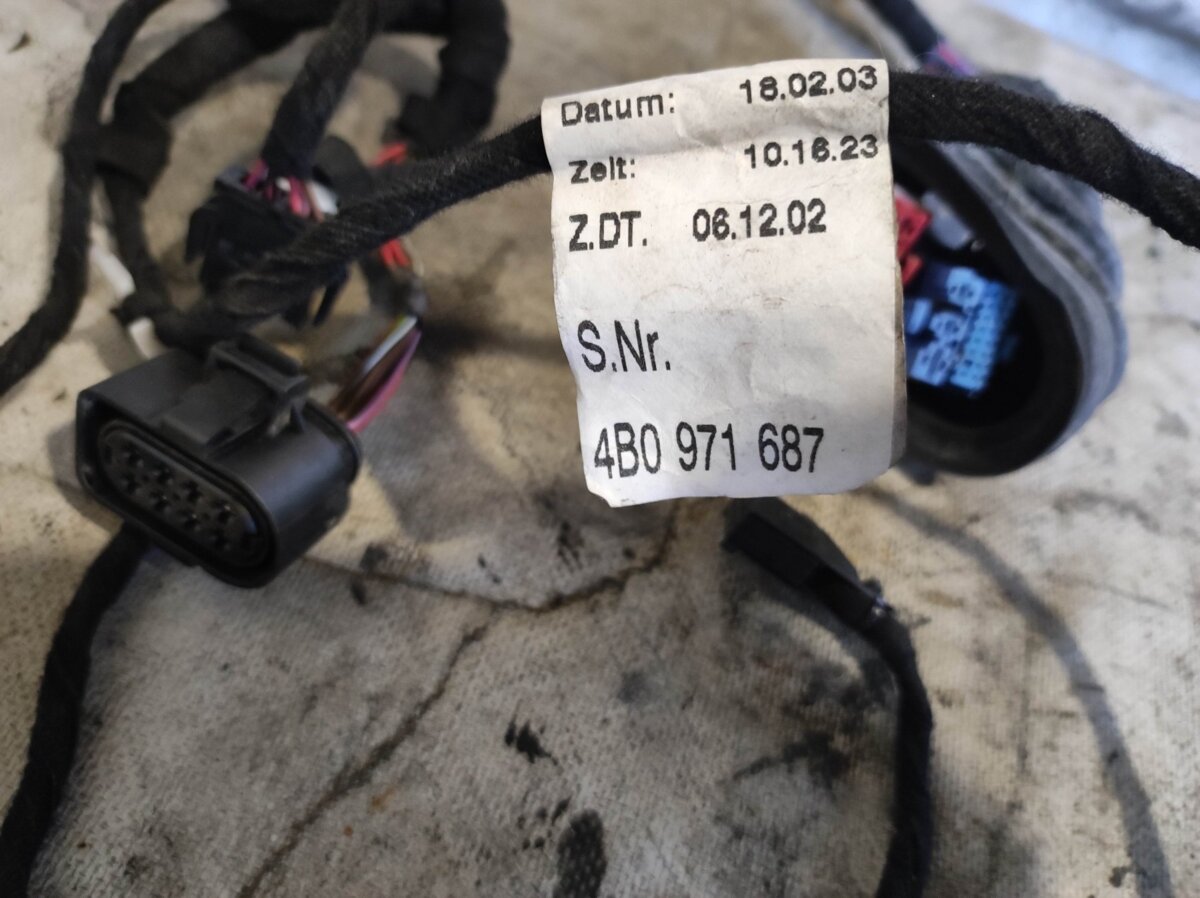 Datum: 18.02.03
Zeit: 10.16.23
Z.DT. 06.12.02
S.Nr.
4B0 971 687